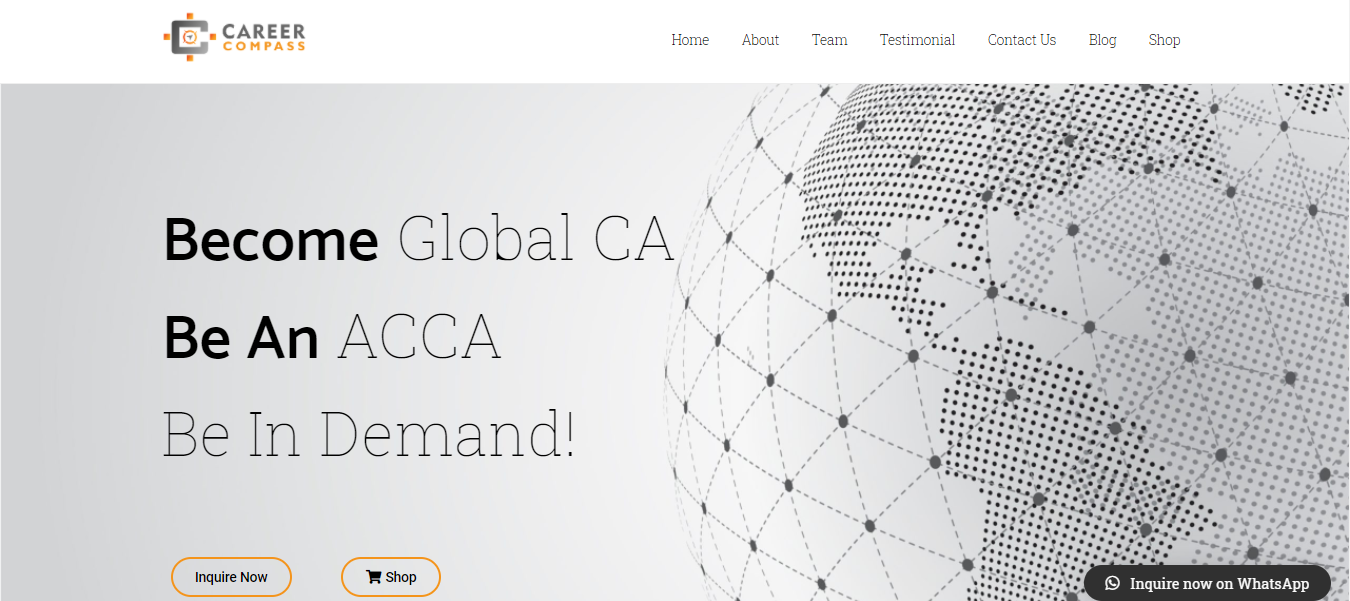 CAREER
COMPASS
Home About Team Testimonial Contact Us Blog Shop
Become Global CA
Be An ACCA
Be In Demand!
Inquire Now
Shop
Inquire now on WhatsApp